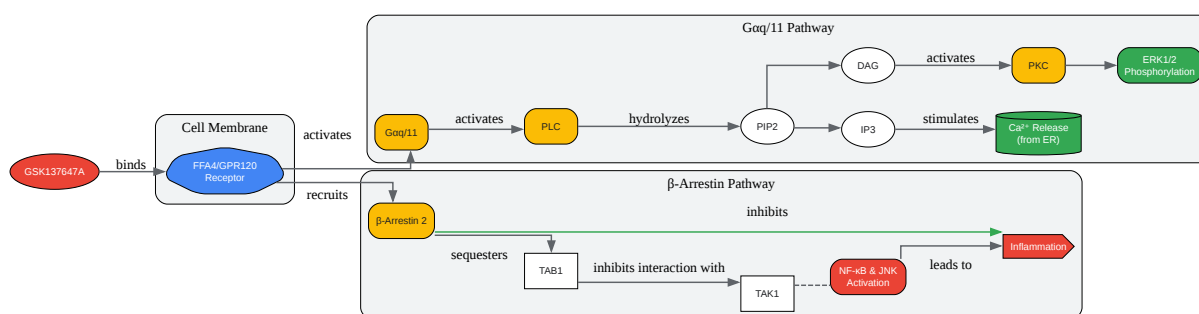 Gαq/11 Pathway
DAG
activates
PKC
ERK1/2
Phosphorylation
Cell Membrane
activates
Gαq/11
activates
PLC
hydrolyzes
PIP2
IP3
stimulates
Ca²⁺ Release
(from ER)
GSK137647A
binds
FFA4/GPR120
Receptor
recruits
β-Arrestin Pathway
β-Arrestin 2
inhibits
Inflammation
sequesters
TAB1
inhibits interaction with
TAK1
NF-κB & JNK
Activation
leads to